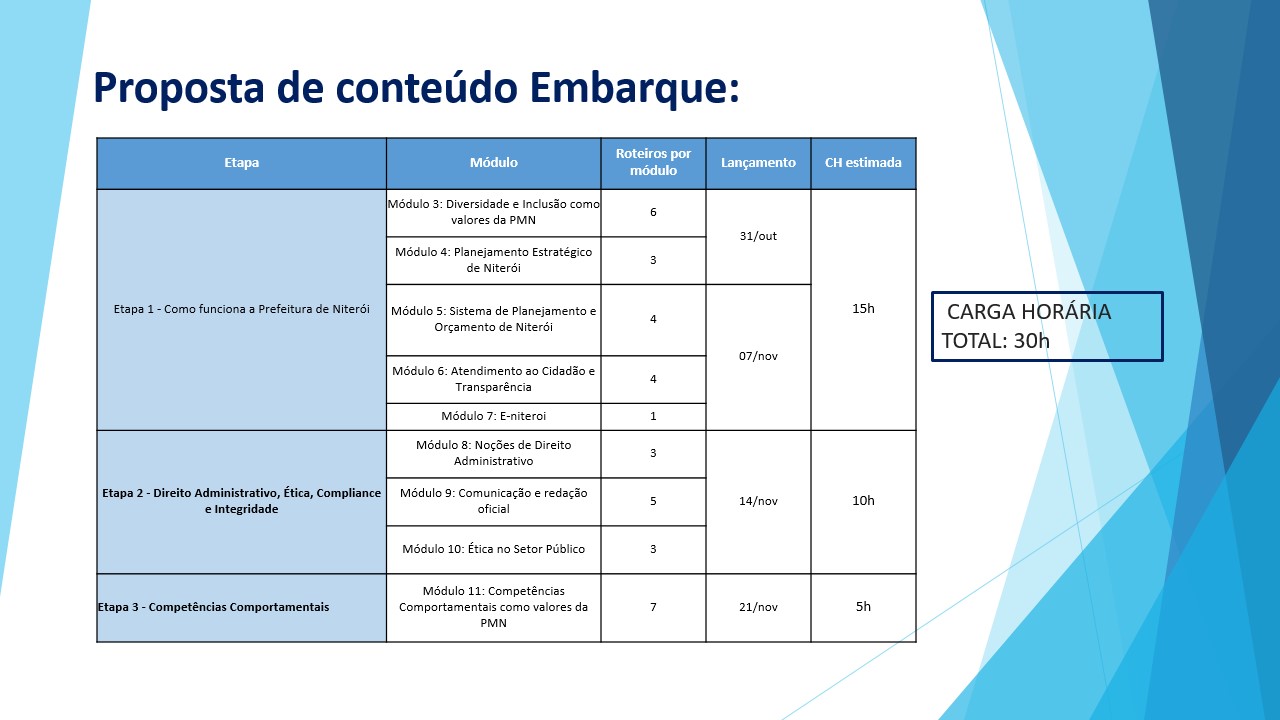 Proposta de conteúdo Embarque:
Etapa
Módulo
Roteiros por
módulo
Lançamento
CH estimada
Etapa 1 - Como funciona a Prefeitura de Niterói
Módulo 3: Diversidade e Inclusão como
valores da PMN
6
31/out
15h
Módulo 4: Planejamento Estratégico
de Niterói
3
Módulo 5: Sistema de Planejamento e
Orçamento de Niterói
4
07/nov
Módulo 6: Atendimento ao Cidadão e
Transparência
4
Módulo 7: E-niteroi
1
Etapa 2 - Direito Administrativo, Ética, Compliance
e Integridade
Módulo 8: Noções de Direito
Administrativo
3
14/nov
10h
Módulo 9: Comunicação e redação
oficial
5
Módulo 10: Ética no Setor Público
3
Etapa 3 - Competências Comportamentais
Módulo 11: Competências
Comportamentais como valores da
PMN
7
21/nov
5h
CARGA HORÁRIA
TOTAL: 30h